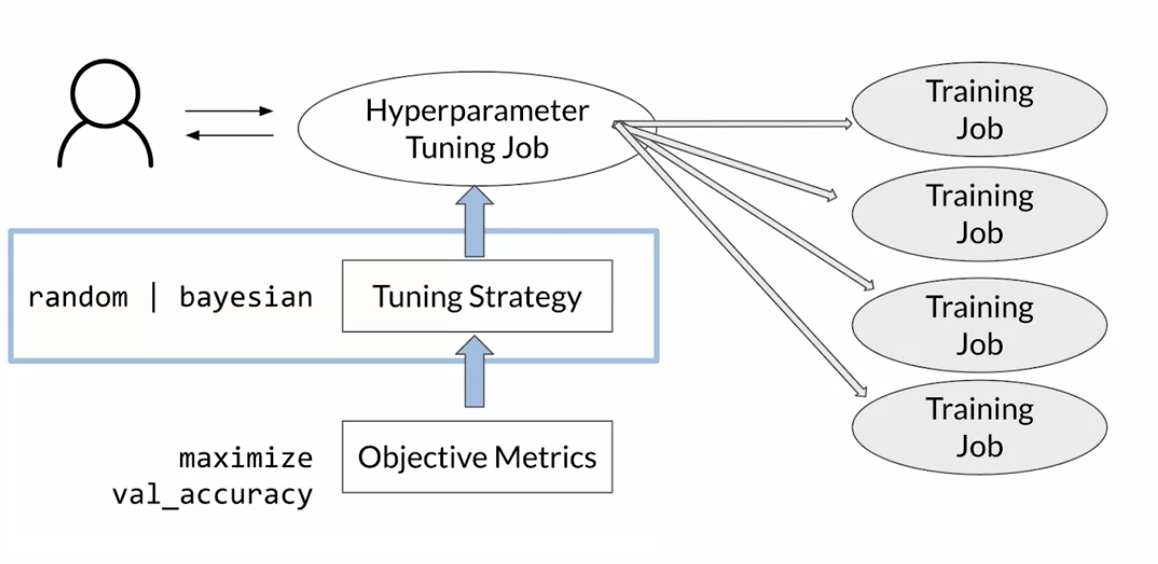 Hyperparameter
Tuning Job
Training
Job
Training
Job
random | bayesian
Tuning Strategy
Training
Job
Training
Job
maximize
val_accuracy
Objective Metrics